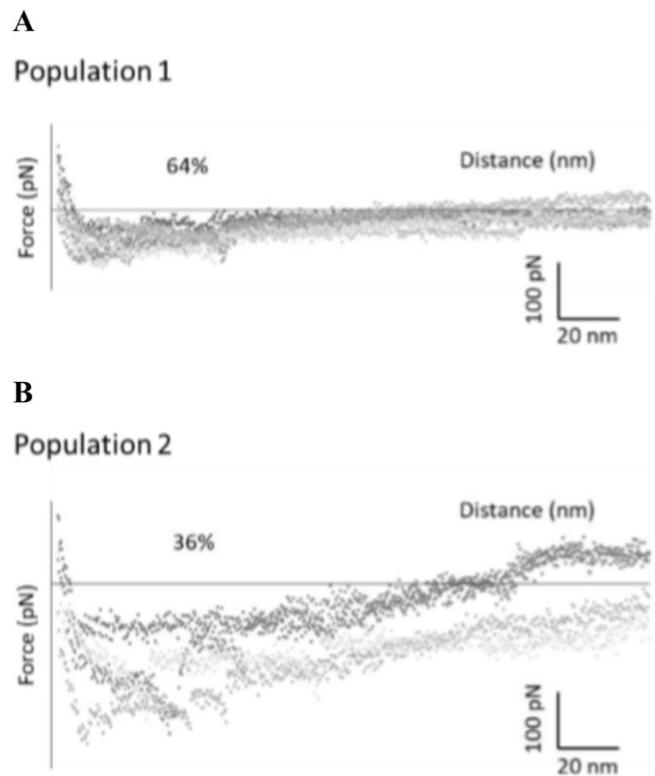 A
Population 1
64%
Distance (nm)
Force (pN)
100 pN
20 nm
B
Population 2
36%
Distance (nm)
Force (pN)
100 pN
20 nm